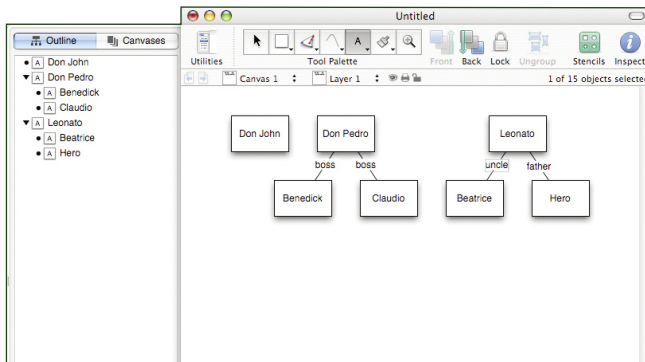 Untitled
Outline
Canvases
Don John
Don Pedro
Benedick
Claudio
Leonato
Beatrice
Hero
A
Utilities
Tool Palette
Front
Back
Lock
Ungroup
Stencils
Inspect
Canvas 1
Layer 1
1 of 15 objects selected
Don John
Don Pedro
Leonato
boss
boss
uncle
father
Benedick
Claudio
Beatrice
Hero